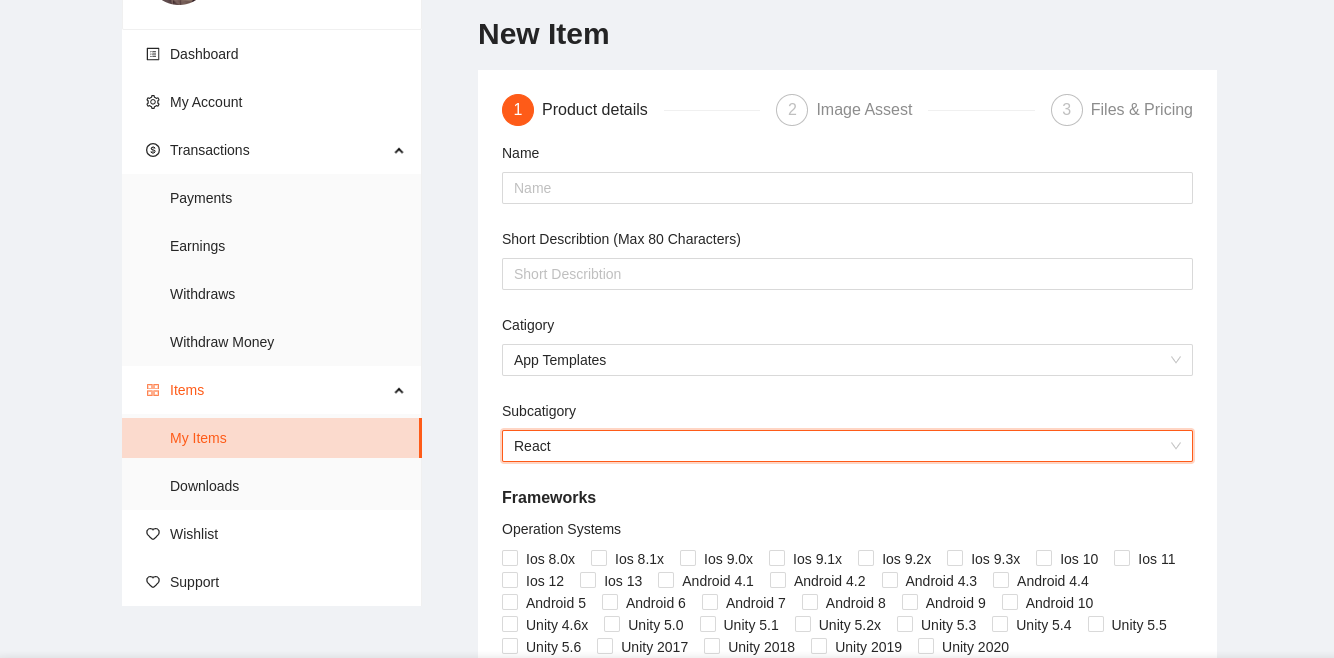 Dashboard
My Account
Transactions
Payments
Earnings
Withdraws
Withdraw Money
Items
My Items
Downloads
Wishlist
Support
New Item
1 Product details 2 Image Assest 3 Files & Pricing
Name
Name
Short Describtion (Max 80 Characters)
Short Describtion
Catigory
App Templates
Subcatigory
React
Frameworks
Operation Systems
Ios 8.0x Ios 8.1x Ios 9.0x Ios 9.1x Ios 9.2x Ios 9.3x Ios 10 Ios 11
Ios 12 Ios 13 Android 4.1 Android 4.2 Android 4.3 Android 4.4
Android 5 Android 6 Android 7 Android 8 Android 9 Android 10
Unity 4.6x Unity 5.0 Unity 5.1 Unity 5.2x Unity 5.3 Unity 5.4 Unity 5.5
Unity 5.6 Unity 2017 Unity 2018 Unity 2019 Unity 2020